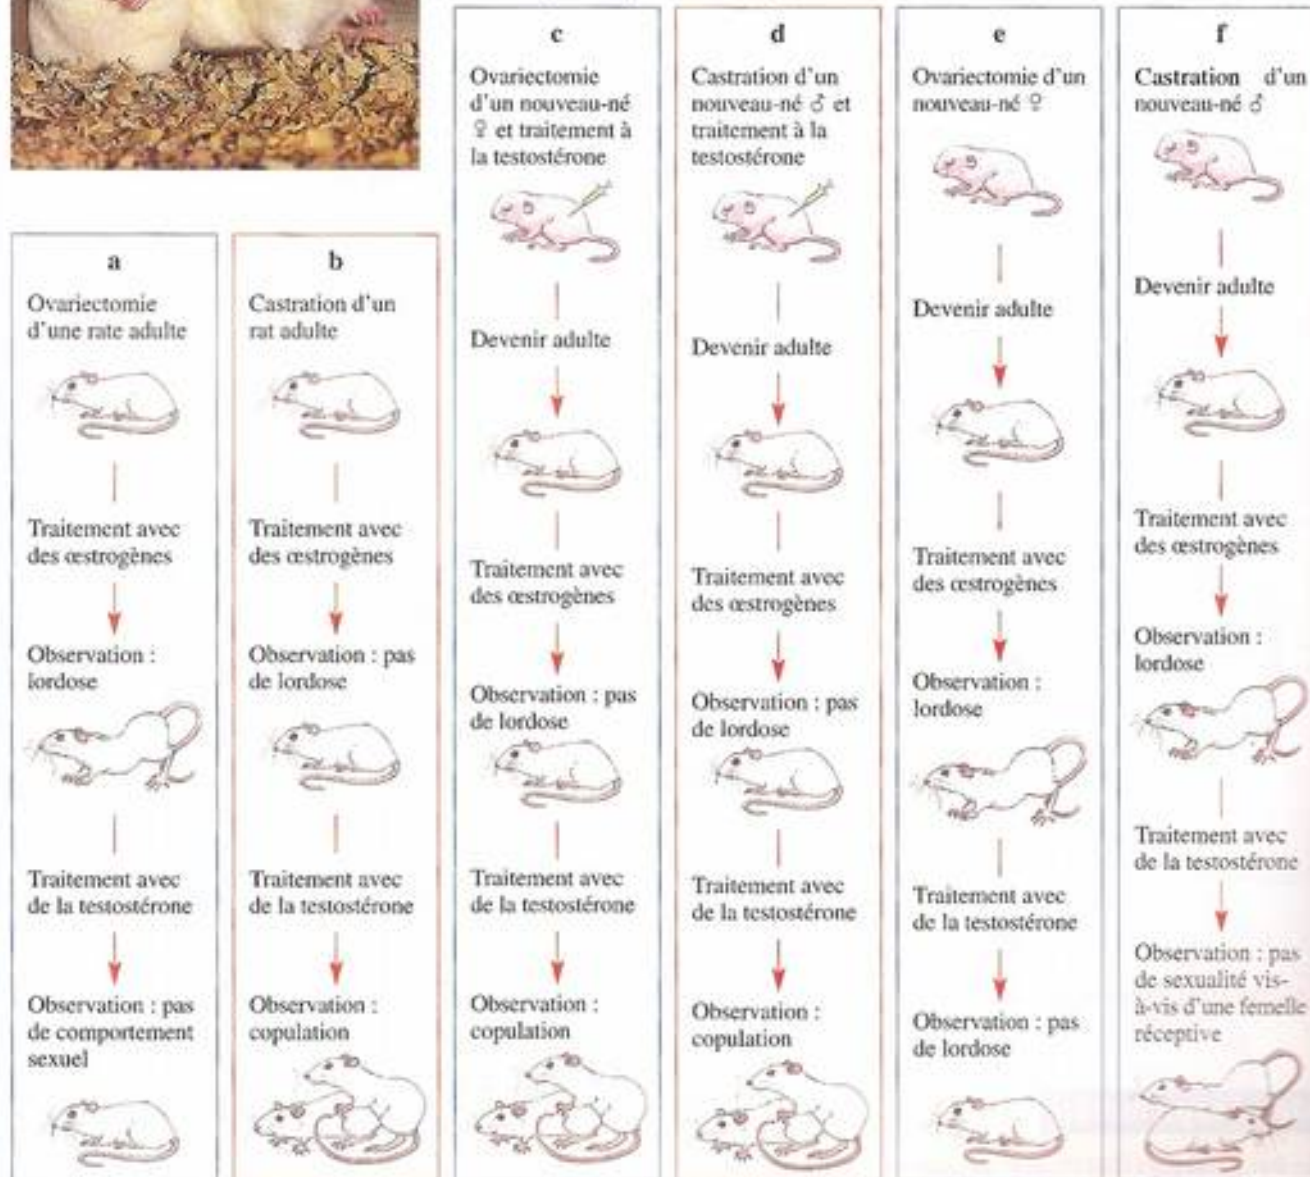 a
Ovariectomie
d'une rate adulte
Traitement avec
des œstrogènes
Observation :
lordose
Traitement avec
de la testostérone
Observation : pas
de comportement
sexuel
b
Castration d'un
rat adulte
Traitement avec
des œstrogènes
Observation : pas
de lordose
Traitement avec
de la testostérone
Observation :
copulation
c
Ovariectomie
d'un nouveau-né
♀ et traitement à
la testostérone
Devenir adulte
Traitement avec
des œstrogènes
Observation : pas
de lordose
Traitement avec
de la testostérone
Observation :
copulation
d
Castration d'un
nouveau-né ♂ et
traitement à la
testostérone
Devenir adulte
Traitement avec
des œstrogènes
Observation : pas
de lordose
Traitement avec
de la testostérone
Observation :
copulation
e
Ovariectomie d'un
nouveau-né ♀
Devenir adulte
Traitement avec
des œstrogènes
Observation :
lordose
Traitement avec
de la testostérone
Observation : pas
de lordose
f
Castration d'un
nouveau-né ♂
Devenir adulte
Traitement avec
des œstrogènes
Observation :
lordose
Traitement avec
de la testostérone
Observation : pas
de sexualité vis-
à-vis d'une femelle
réceptive